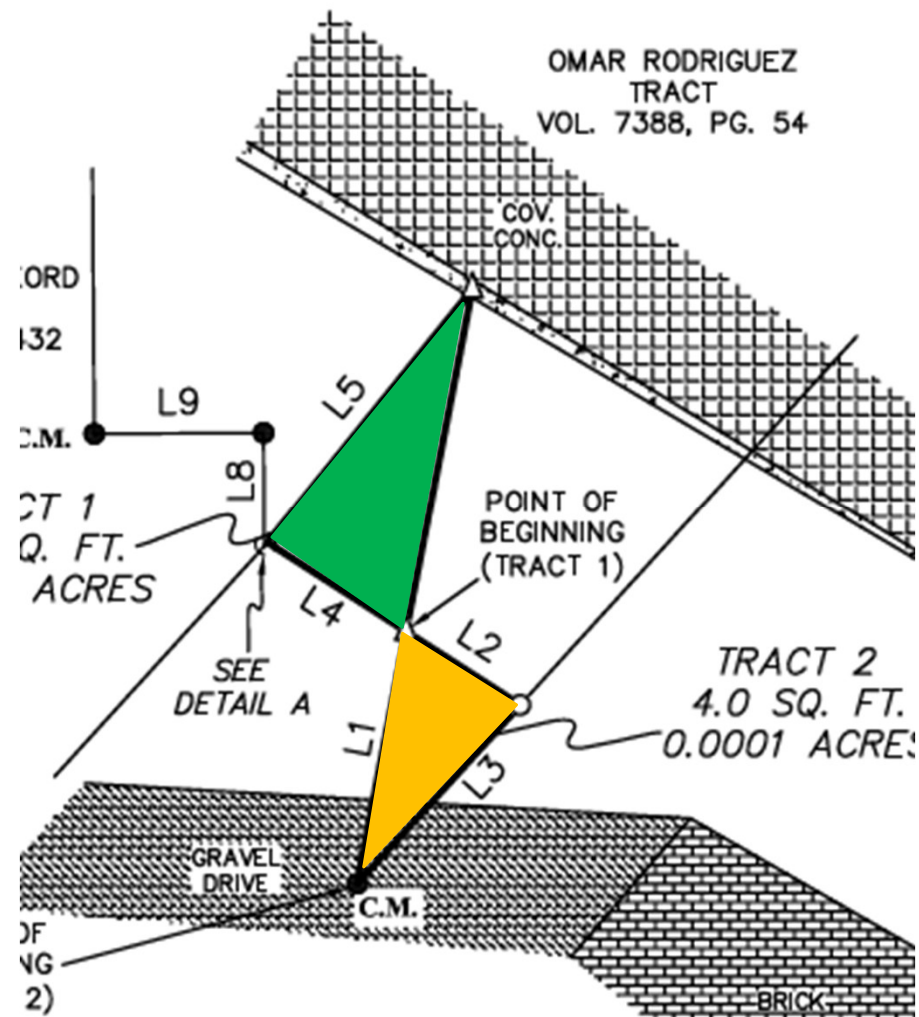 OMAR RODRIGUEZ
TRACT
VOL. 7388, PG. 54
COV.
CONC.
ORD
432
L5
L9
C.M.
L8
CT 1
Q. FT.
ACRES
POINT OF
BEGINNING
(TRACT 1)
L4
L2
SEE
DETAIL A
TRACT 2
4.0 SQ. FT.
0.0001 ACRES
L1
L3
GRAVEL
DRIVE
C.M.
OF
NG
2)
BRICK